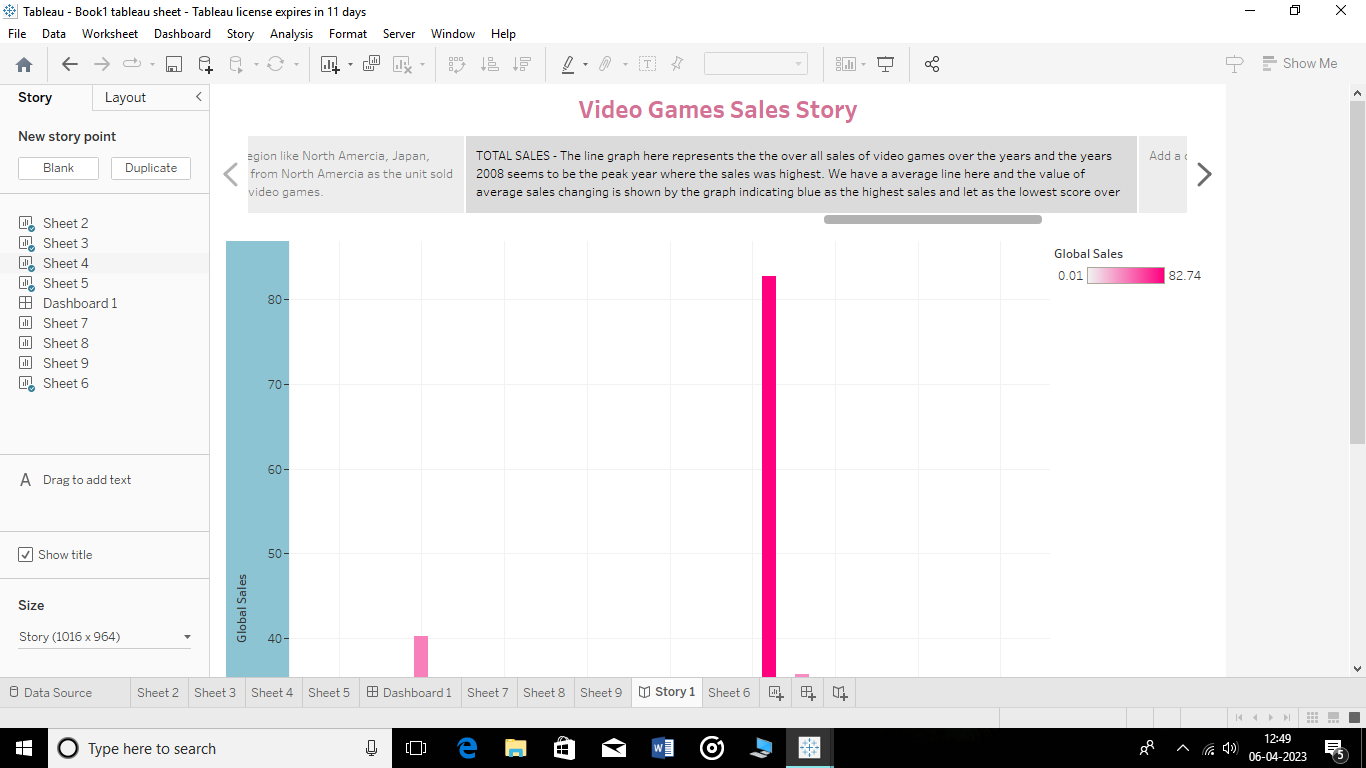 Tableau - Book1 tableau sheet - Tableau license expires in 11 days
File Data Worksheet Dashboard Story Analysis Format Server Window Help
Show Me
Story Layout
New story point
Blank Duplicate
Sheet 2
Sheet 3
Sheet 4
Sheet 5
Dashboard 1
Sheet 7
Sheet 8
Sheet 9
Sheet 6
A Drag to add text
Show title
Size
Story (1016 x 964)
Video Games Sales Story
egion like North Amercia, Japan,
from North Amercia as the unit sold
video games.
TOTAL SALES - The line graph here represents the the over all sales of video games over the years and the years
2008 seems to be the peak year where the sales was highest. We have a average line here and the value of
average sales changing is shown by the graph indicating blue as the highest sales and let as the lowest score over
Add a
Global Sales
0.01 82.74
80
70
60
50
40
Global Sales
Data Source Sheet 2 Sheet 3 Sheet 4 Sheet 5 Dashboard 1 Sheet 7 Sheet 8 Sheet 9 Story 1 Sheet 6
Type here to search
12:49
06-04-2023
5